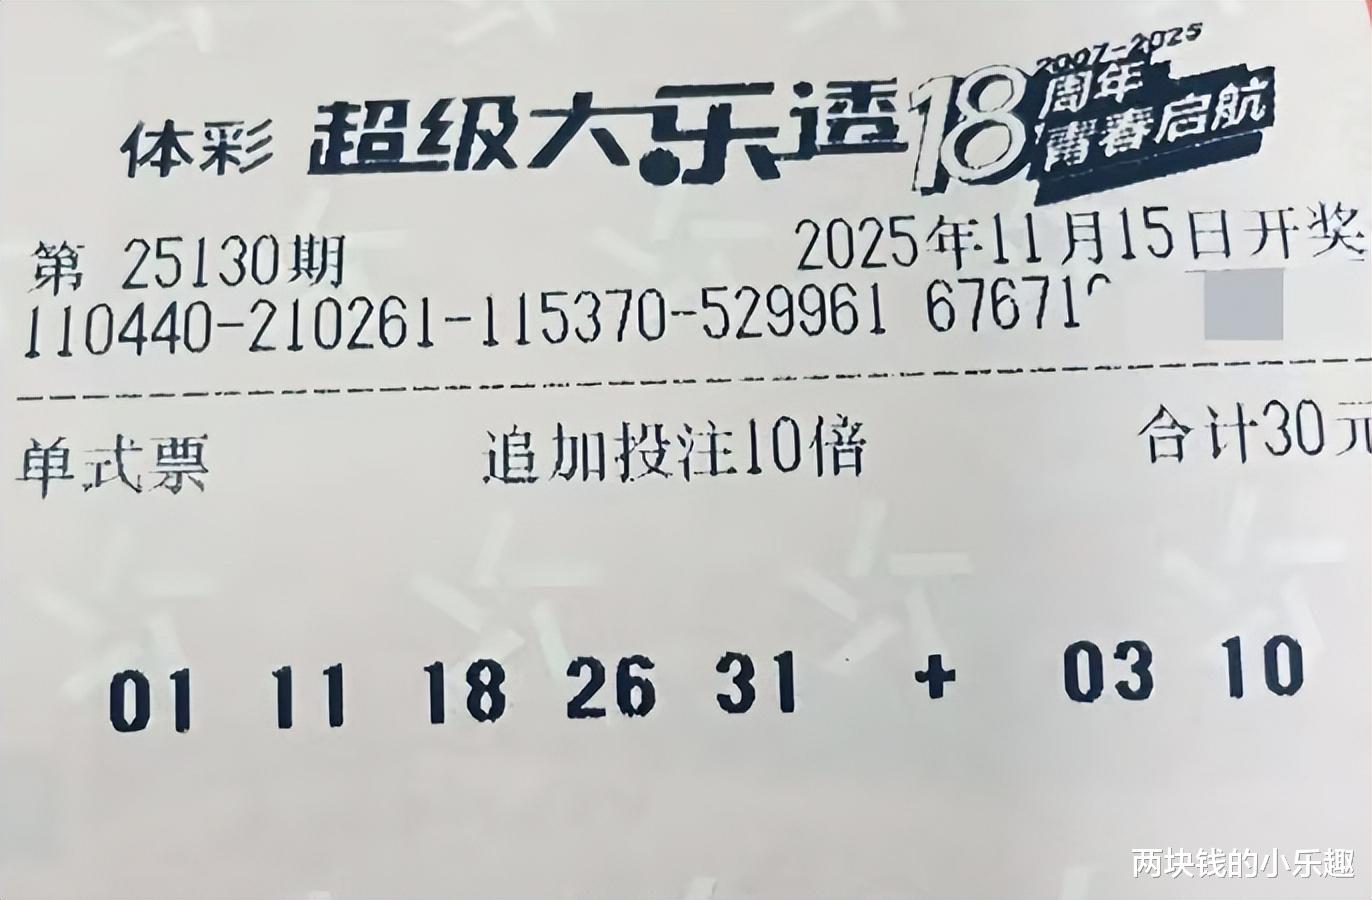 体彩 超级大乐透 18周年 2007-2025
青春启航
第 25130期 2025年11月15日开奖
110440-210261-115370-529961 67671
单式票 追加投注10倍 合计30元
01 11 18 26 31 + 03 10
两块钱的小乐趣